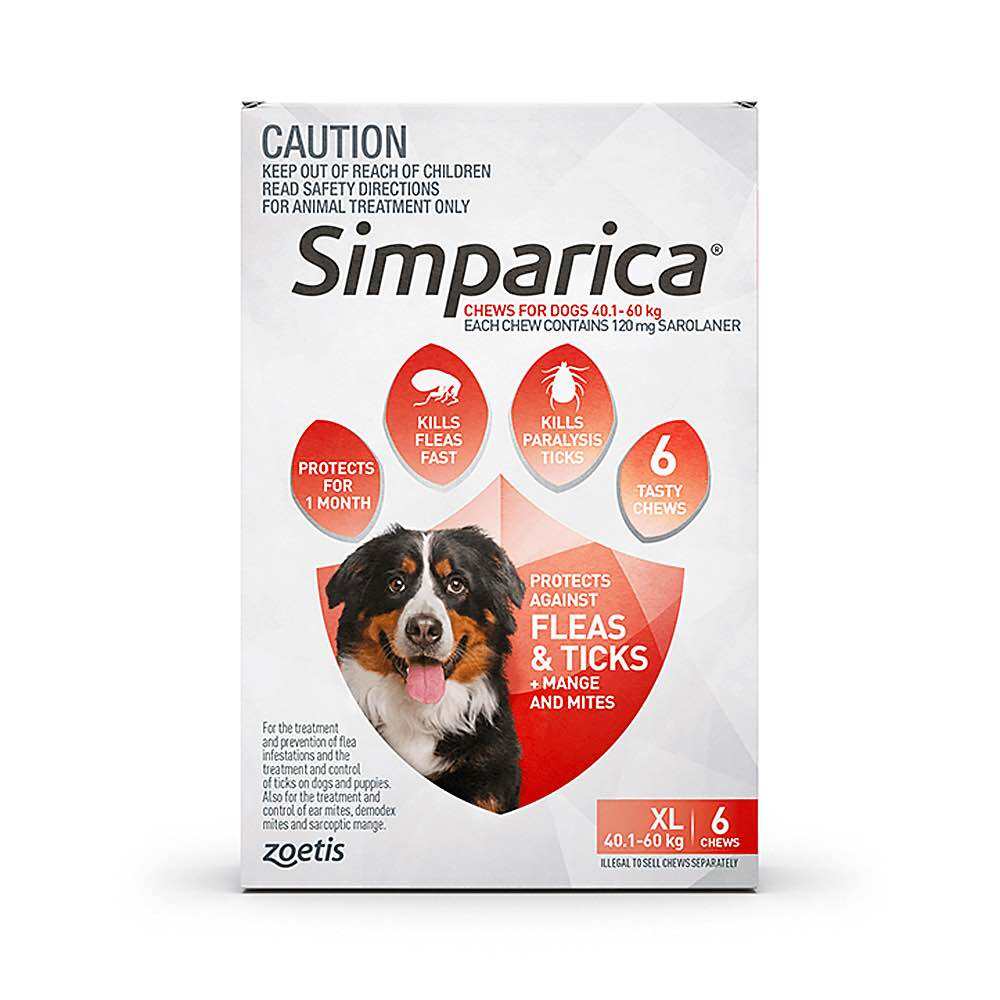 CAUTION
KEEP OUT OF REACH OF CHILDREN
READ SAFETY DIRECTIONS
FOR ANIMAL TREATMENT ONLY
Simparica®
CHEWS FOR DOGS 40.1-60 kg
EACH CHEW CONTAINS 120 mg SAROLANER
PROTECTS
FOR
1 MONTH
KILLS
FLEAS
FAST
KILLS
PARALYSIS
TICKS
6
TASTY
CHEWS
PROTECTS
AGAINST
FLEAS
& TICKS
+ MANGE
AND MITES
For the treatment
and prevention of flea
infestations and the
treatment and control
of ticks on dogs and puppies.
Also for the treatment and
control of ear mites, demodex
mites and sarcoptic mange.
zoetis
XL
40.1-60 kg
6
CHEWS
ILLEGAL TO SELL CHEWS SEPARATELY